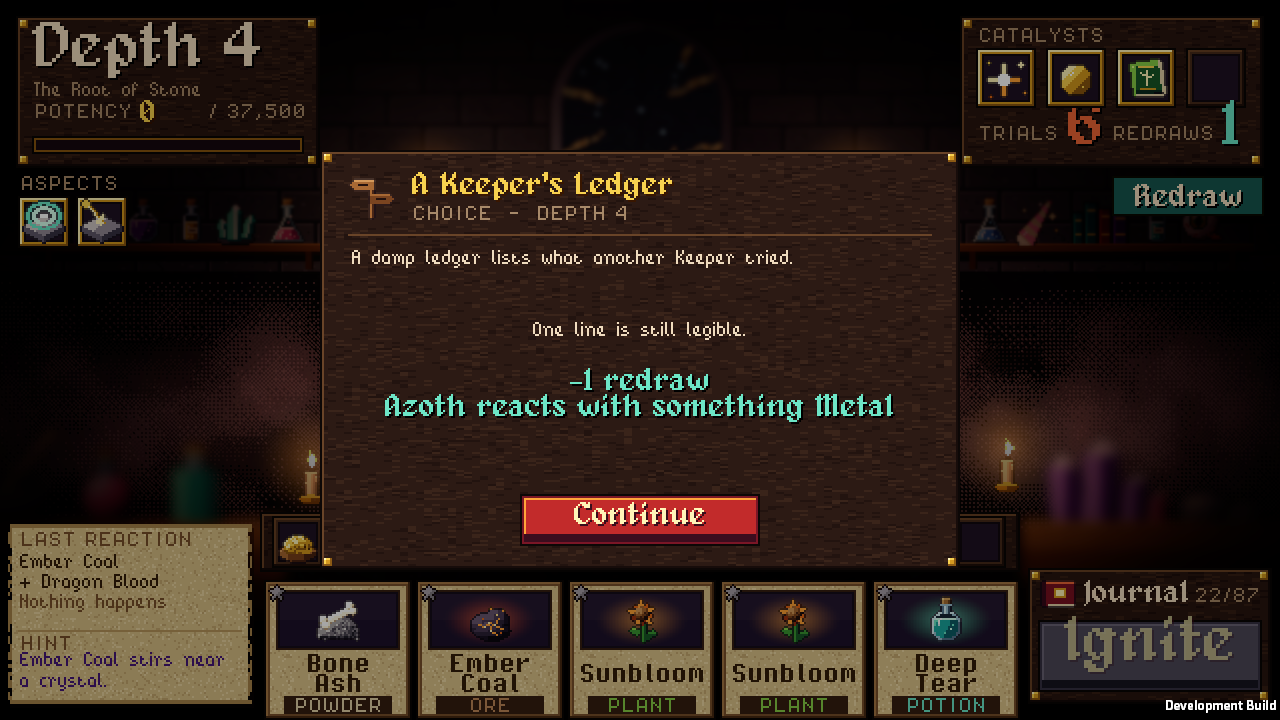 Depth 4
The Root of Stone
POTENCY 0 / 37,500
ASPECTS
CATALYSTS
TRIALS 6 REDRAWS 1
Redraw
A Keeper's Ledger
CHOICE - DEPTH 4
A damp ledger lists what another Keeper tried.
One line is still legible.
-1 redraw
Azoth reacts with something Metal
Continue
LAST REACTION
Ember Coal
+ Dragon Blood
Nothing happens
HINT
Ember Coal stirs near
a crystal.
Bone
Ash
POWDER
Ember
Coal
ORE
Sunbloom
PLANT
Sunbloom
PLANT
Deep
Tear
POTION
Journal 22/87
Ignite
Development Build